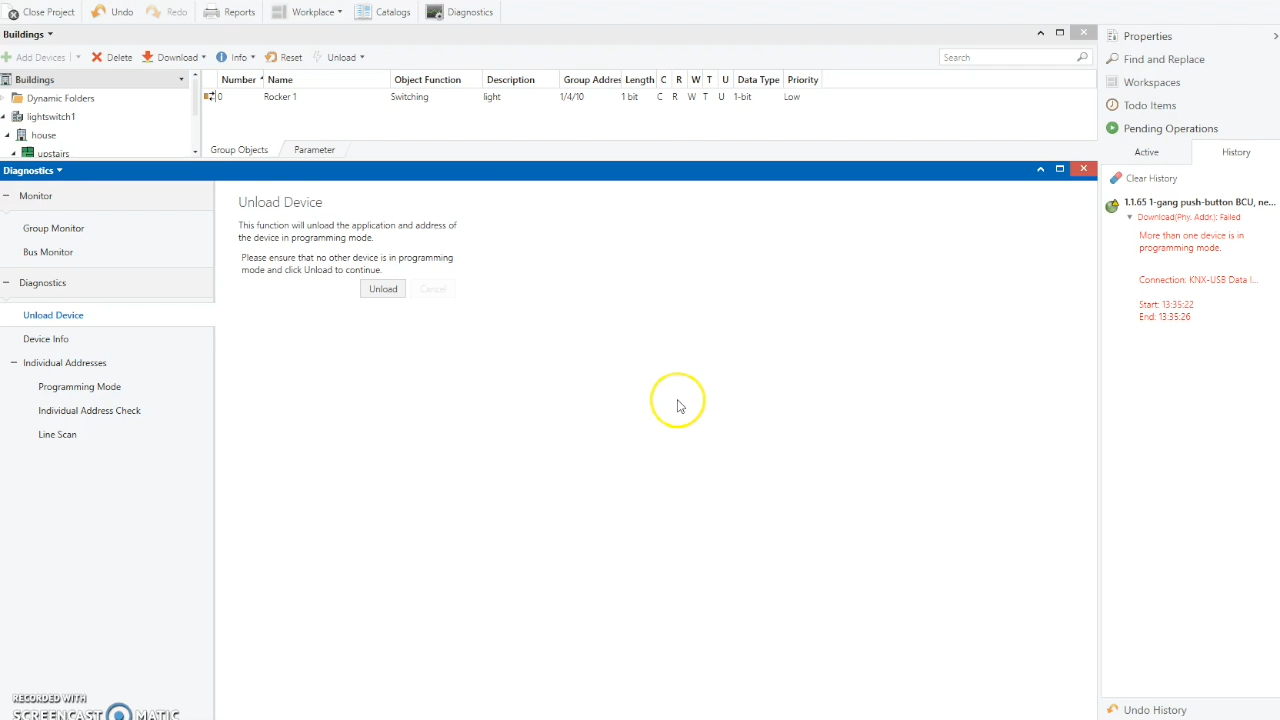 Close Project Undo Redo Reports Workplace Catalogs Diagnostics
Buildings
Add Devices Delete Download Info Reset Unload Search
Buildings
Dynamic Folders
lightswitch1
house
upstairs
Number Name Object Function Description Group Addres Length C R W T U Data Type Priority
0 Rocker 1 Switching light 1/4/10 1 bit C R W T U 1-bit Low
Group Objects Parameter
Diagnostics
Monitor
Group Monitor
Bus Monitor
Diagnostics
Unload Device
Device Info
Individual Addresses
Programming Mode
Individual Address Check
Line Scan
Unload Device
This function will unload the application and address of
the device in programming mode.
Please ensure that no other device is in programming
mode and click Unload to continue.
Unload Cancel
Properties
Find and Replace
Workspaces
Todo Items
Pending Operations
Active History
Clear History
1.1.65 1-gang push-button BCU, ne...
Download(Phy. Addr.): Failed
More than one device is in
programming mode.
Connection: KNX-USB Data I...
Start: 13:35:22
End: 13:35:26
Undo History
RECORDED WITH
SCREENCAST MATIC